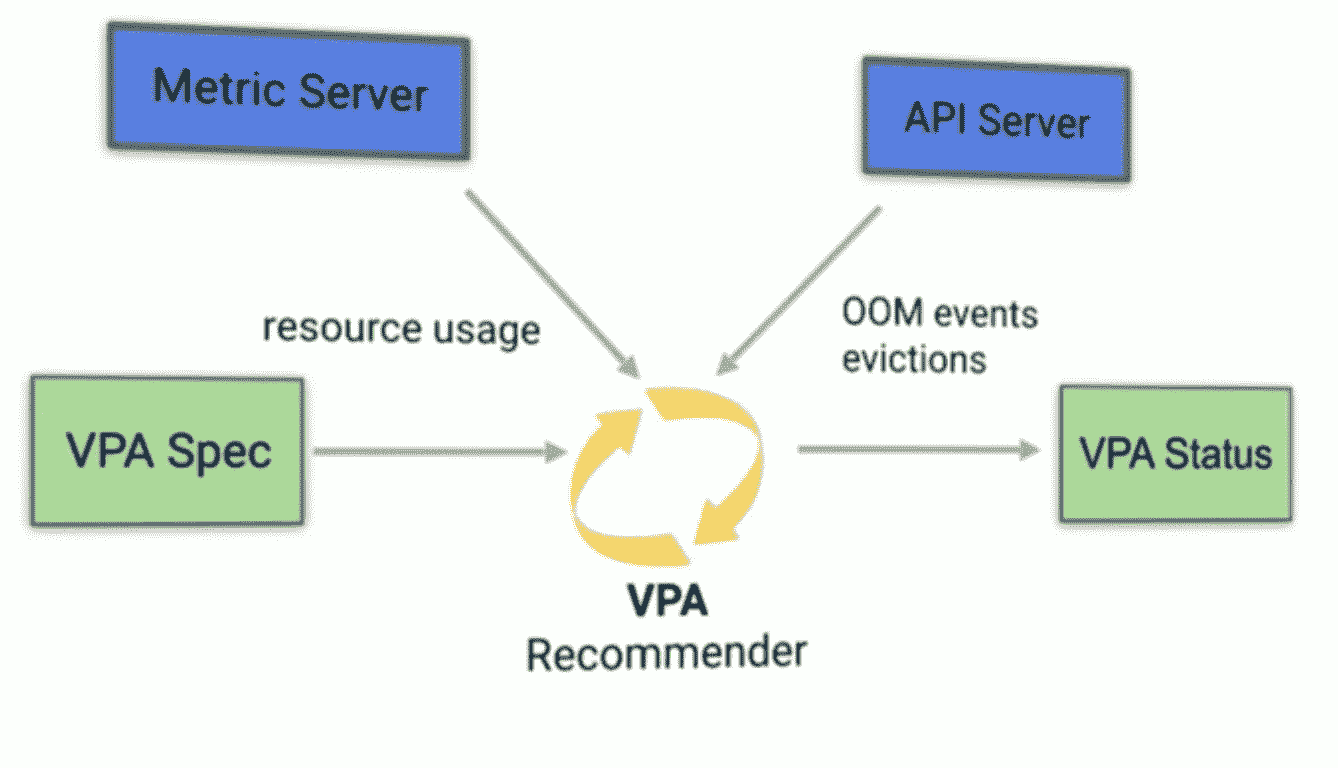 Metric Server
API Server
resource usage
OOM events
evictions
VPA Spec
VPA Status
VPA
Recommender